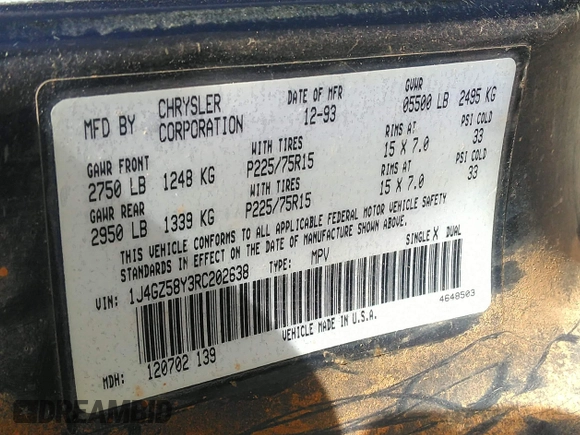 MFD BY CHRYSLER CORPORATION DATE OF MFR 12-93 GVWR 05500 LB 2495 KG
GAWR FRONT WITH TIRES RIMS AT PSI COLD
2750 LB 1248 KG P225/75R15 15 X 7.0 33
GAWR REAR WITH TIRES RIMS AT PSI COLD
2950 LB 1339 KG P225/75R15 15 X 7.0 33
THIS VEHICLE CONFORMS TO ALL APPLICABLE FEDERAL MOTOR VEHICLE SAFETY
STANDARDS IN EFFECT ON THE DATE OF MANUFACTURE SHOWN ABOVE.
VIN: 1J4GZ58Y3RC202638 TYPE: MPV SINGLE X DUAL
4648503
VEHICLE MADE IN U.S.A.
MDH: 120702 139
DREAMBID